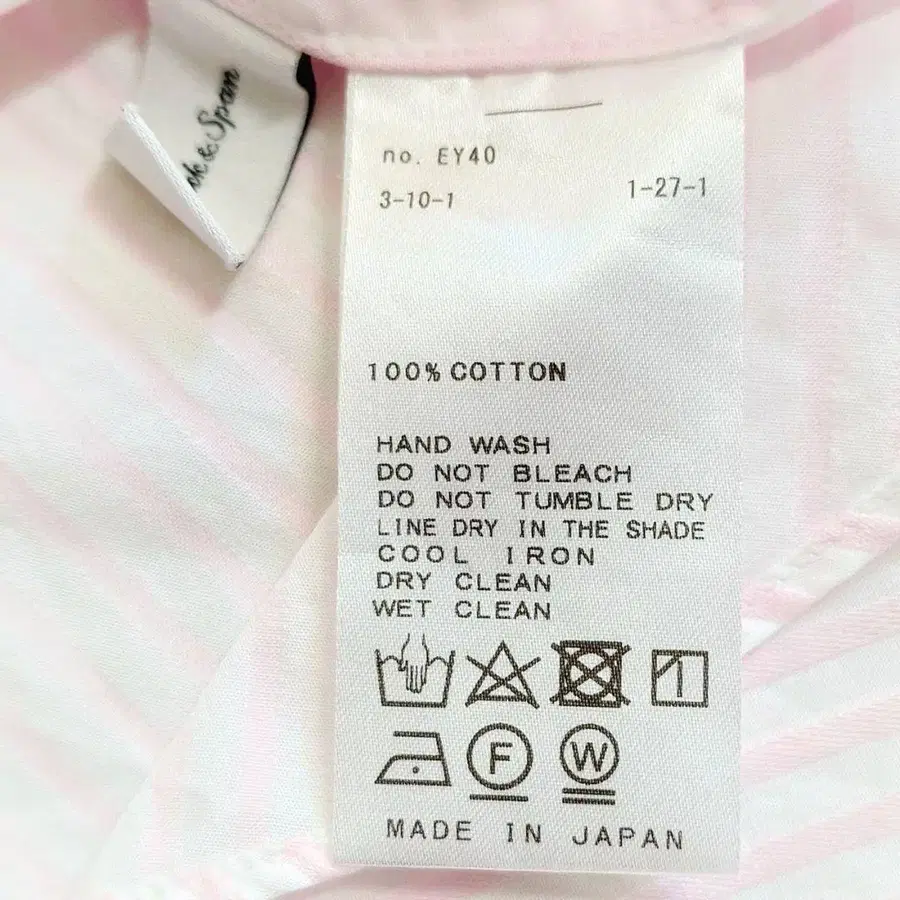 & Span
no. EY40
3-10-1
1-27-1
100% COTTON
HAND WASH
DO NOT BLEACH
DO NOT TUMBLE DRY
LINE DRY IN THE SHADE
COOL IRON
DRY CLEAN
WET CLEAN
F
W
MADE IN JAPAN